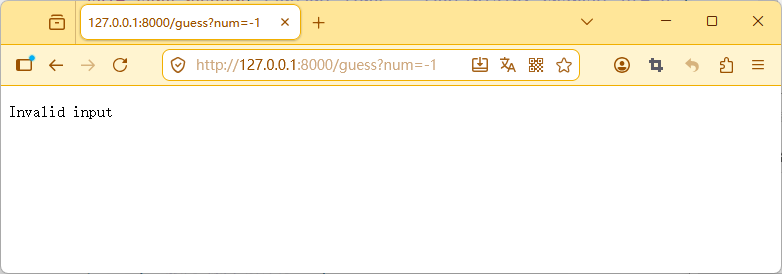 127.0.0.1:8000/guess?num=-1
http://127.0.0.1:8000/guess?num=-1
Invalid input